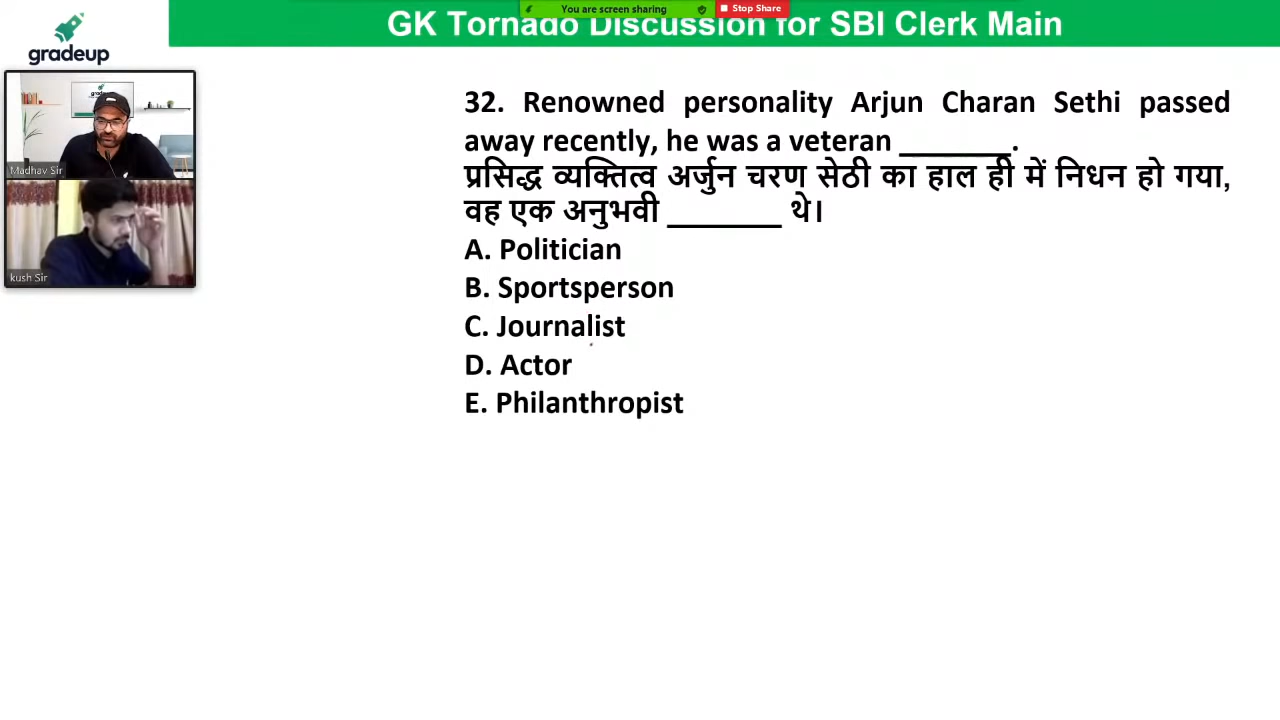 You are screen sharing
Stop Share
GK Tornado Discussion for SBI Clerk Main
gradeup
Madhav Sir
kush Sir
32. Renowned personality Arjun Charan Sethi passed
away recently, he was a veteran _______.
प्रसिद्ध व्यक्तित्व अर्जुन चरण सेठी का हाल ही में निधन हो गया,
वह एक अनुभवी _______ थे।
A. Politician
B. Sportsperson
C. Journalist
D. Actor
E. Philanthropist